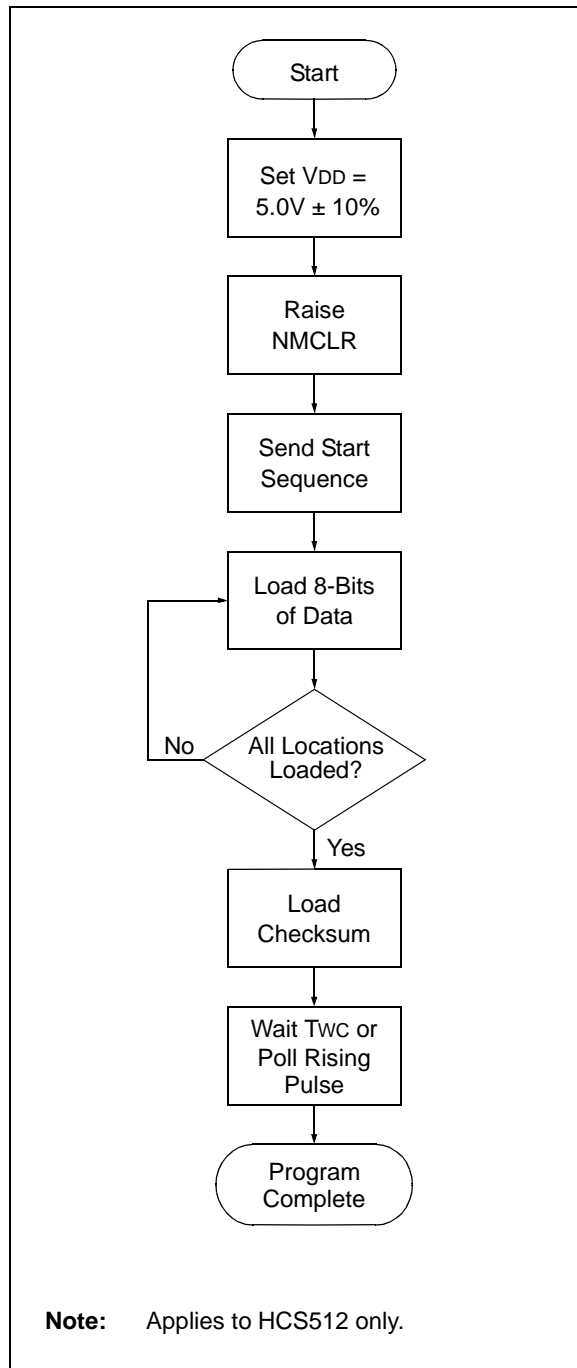 Start
Set VDD =
5.0V ± 10%
Raise
NMCLR
Send Start
Sequence
Load 8-Bits
of Data
No
All Locations
Loaded?
Yes
Load
Checksum
Wait TWC or
Poll Rising
Pulse
Program
Complete
Note: Applies to HCS512 only.